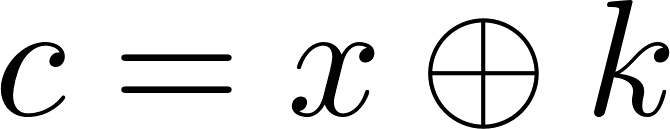 c = x ⊕ k